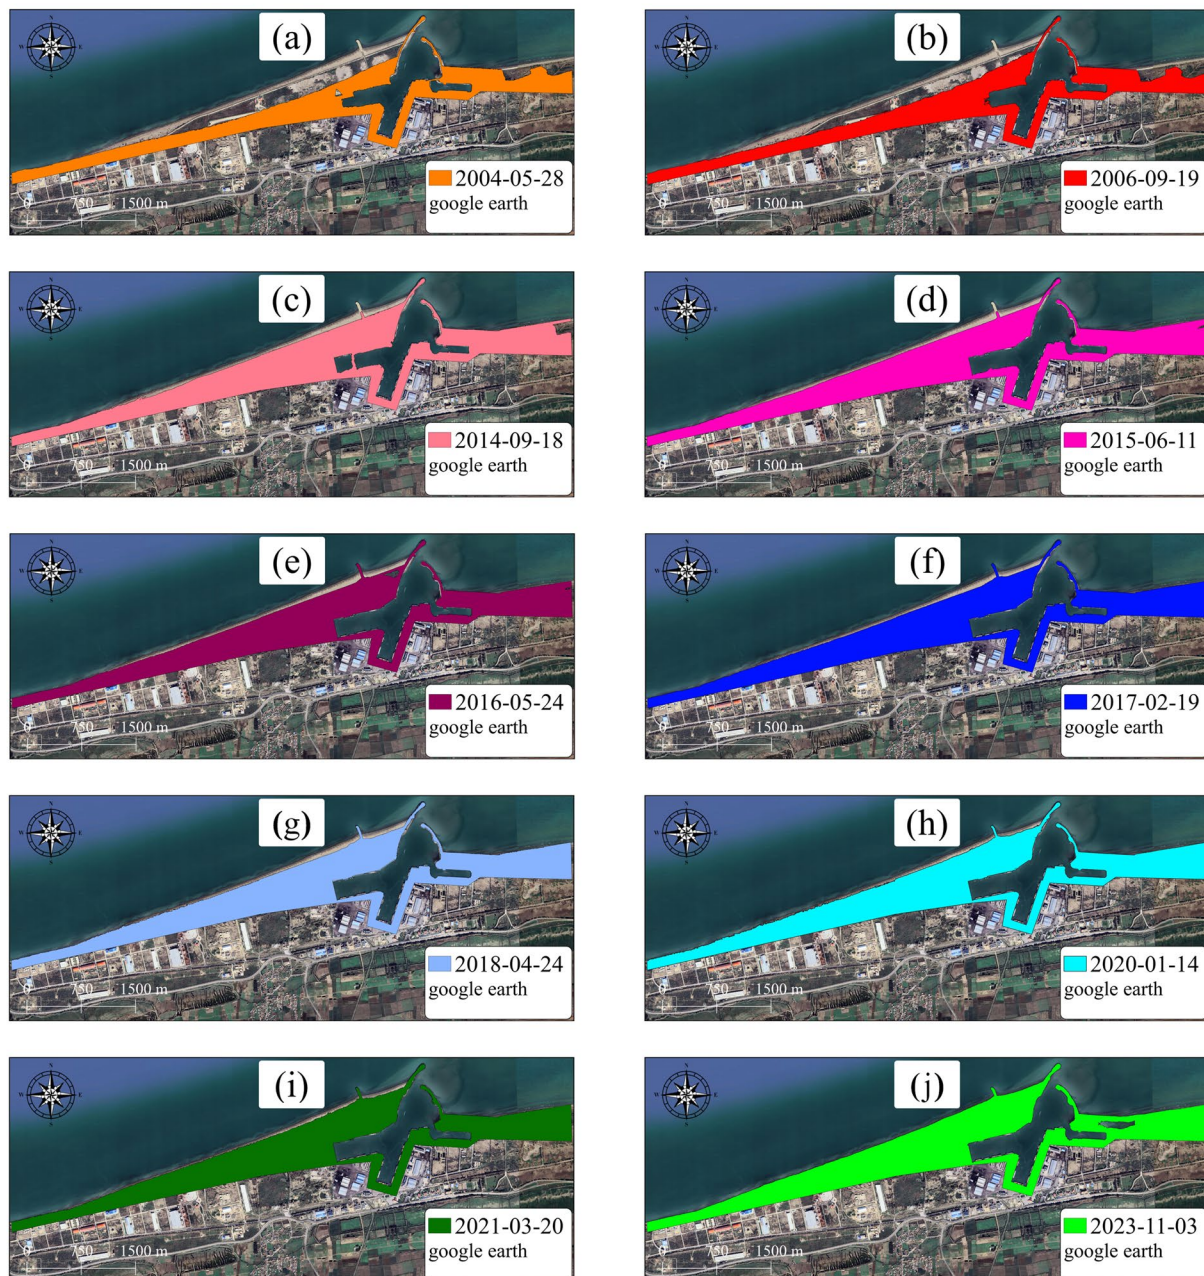 (a)
N
W E
S
0 750 1500 m
2004-05-28
google earth
(b)
N
W E
S
0 750 1500 m
2006-09-19
google earth
(c)
N
W E
S
0 750 1500 m
2014-09-18
google earth
(d)
N
W E
S
0 750 1500 m
2015-06-11
google earth
(e)
N
W E
S
0 750 1500 m
2016-05-24
google earth
(f)
N
W E
S
0 750 1500 m
2017-02-19
google earth
(g)
N
W E
S
0 750 1500 m
2018-04-24
google earth
(h)
N
W E
S
0 750 1500 m
2020-01-14
google earth
(i)
N
W E
S
0 750 1500 m
2021-03-20
google earth
(j)
N
W E
S
0 750 1500 m
2023-11-03
google earth